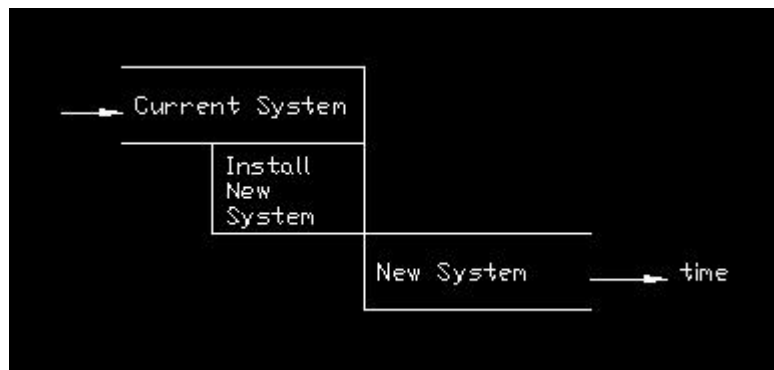 Current System
Install
New
System
New System
time